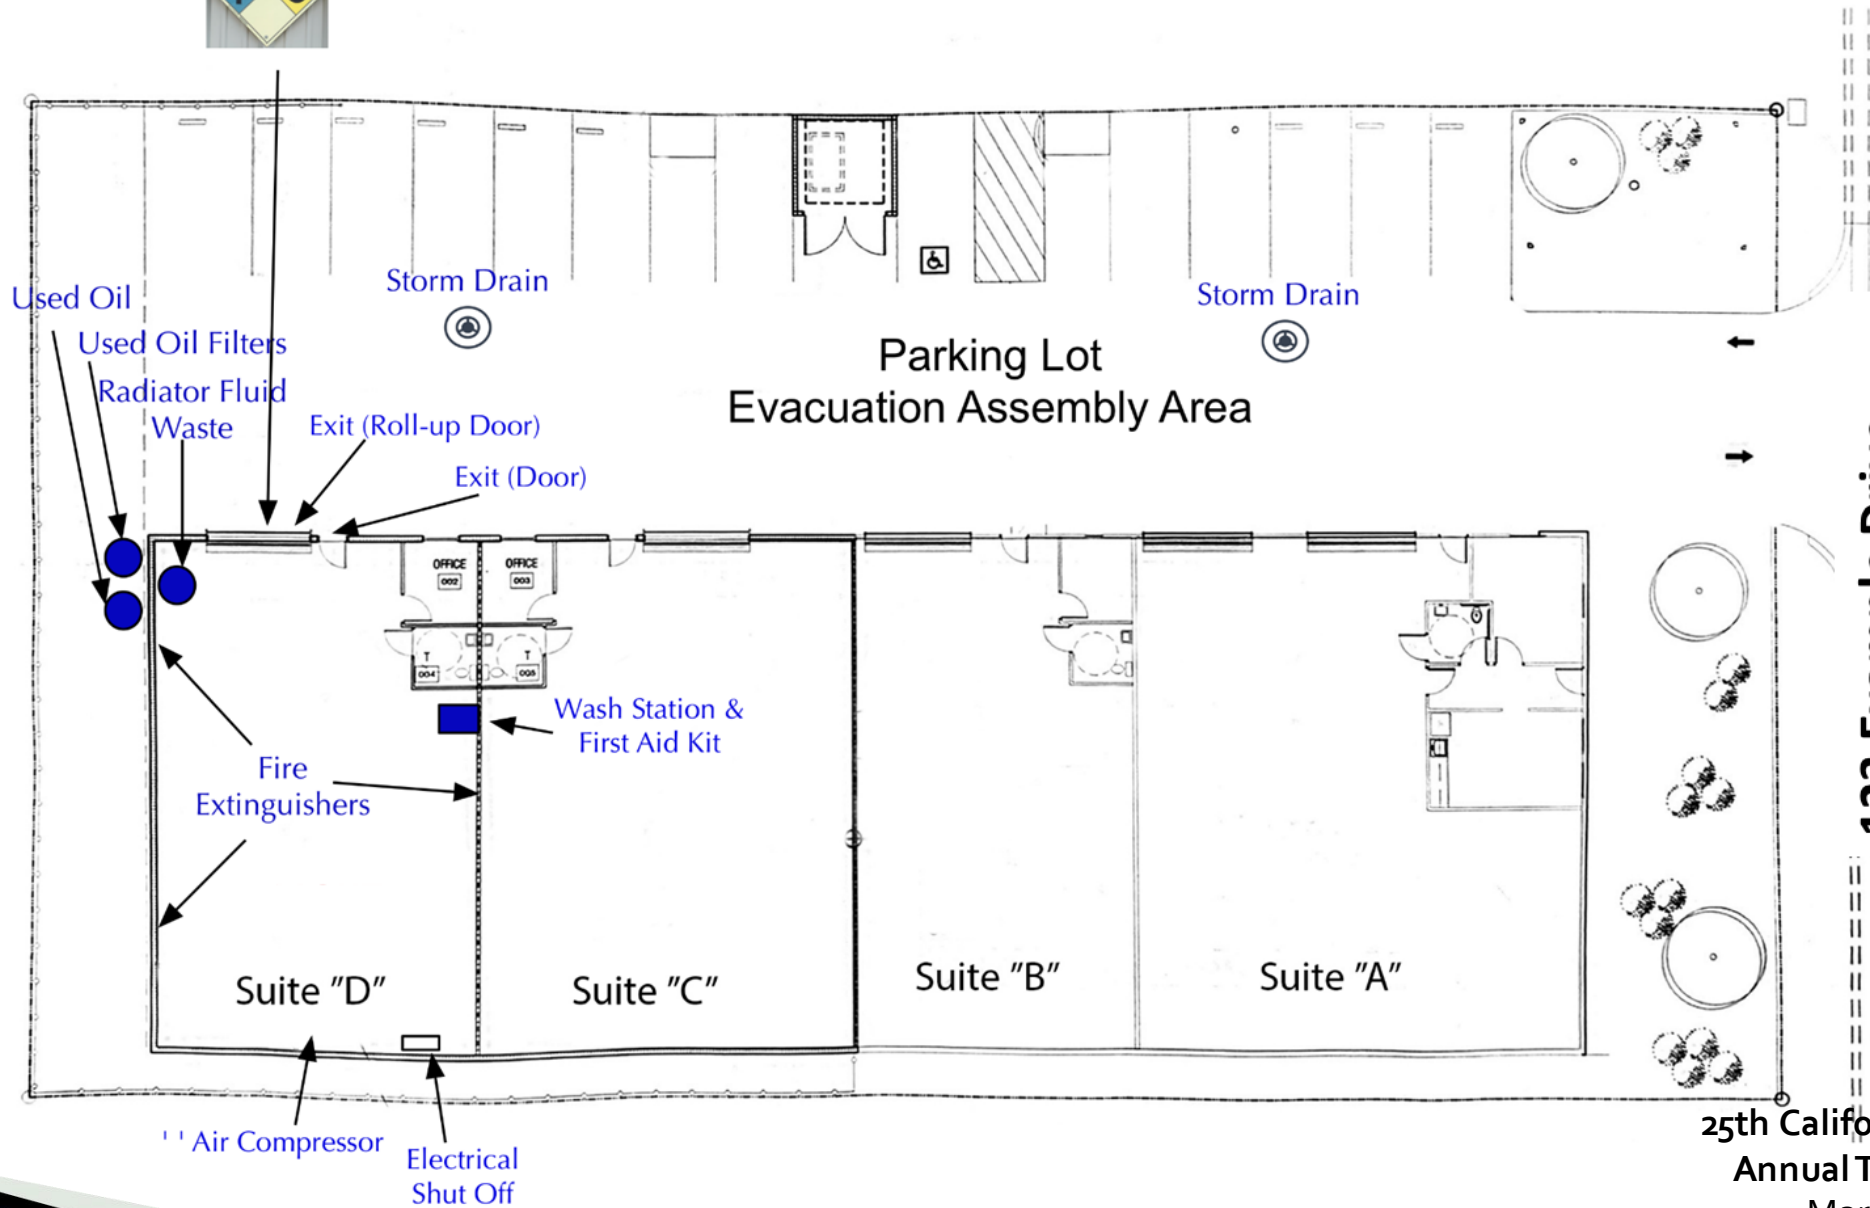 Storm Drain
Storm Drain
Used Oil
Used Oil Filters
Radiator Fluid
Waste
Parking Lot
Evacuation Assembly Area
Exit (Roll-up Door)
Exit (Door)
OFFICE
002
OFFICE
003
T
004
T
005
Wash Station &
First Aid Kit
Fire
Extinguishers
Suite "D"
Suite "C"
Suite "B"
Suite "A"
Air Compressor
Electrical
Shut Off
25th Califo
Annual T